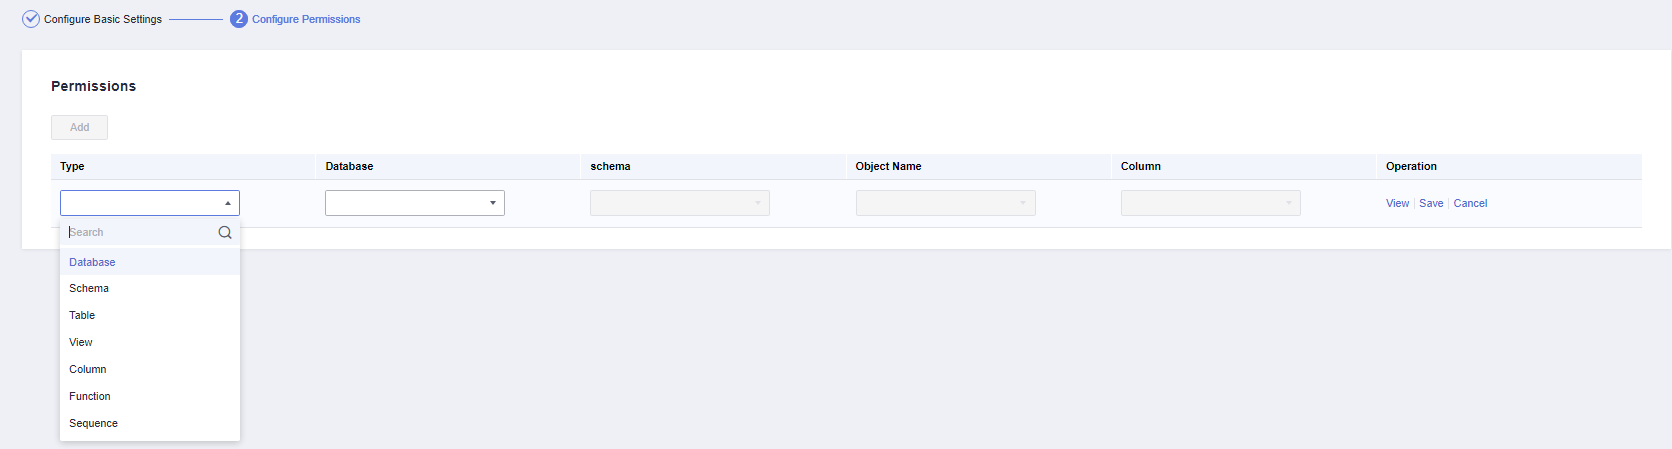 Configure Basic Settings 2 Configure Permissions
Permissions
Add
Type Database schema Object Name Column Operation
View Save Cancel
Search
Database
Schema
Table
View
Column
Function
Sequence